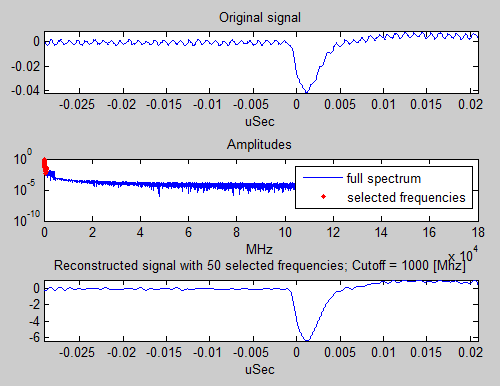 Original signal
0
-0.02
-0.04
-0.025 -0.02 -0.015 -0.01 -0.005 0 0.005 0.01 0.015 0.02
uSec
Amplitudes
10^0
10^-5
10^-10
full spectrum
selected frequencies
0 2 4 6 8 10 12 14 16 18
MHz
x 10^4
Reconstructed signal with 50 selected frequencies; Cutoff = 1000 [Mhz]
0
-2
-4
-6
-0.025 -0.02 -0.015 -0.01 -0.005 0 0.005 0.01 0.015 0.02
uSec